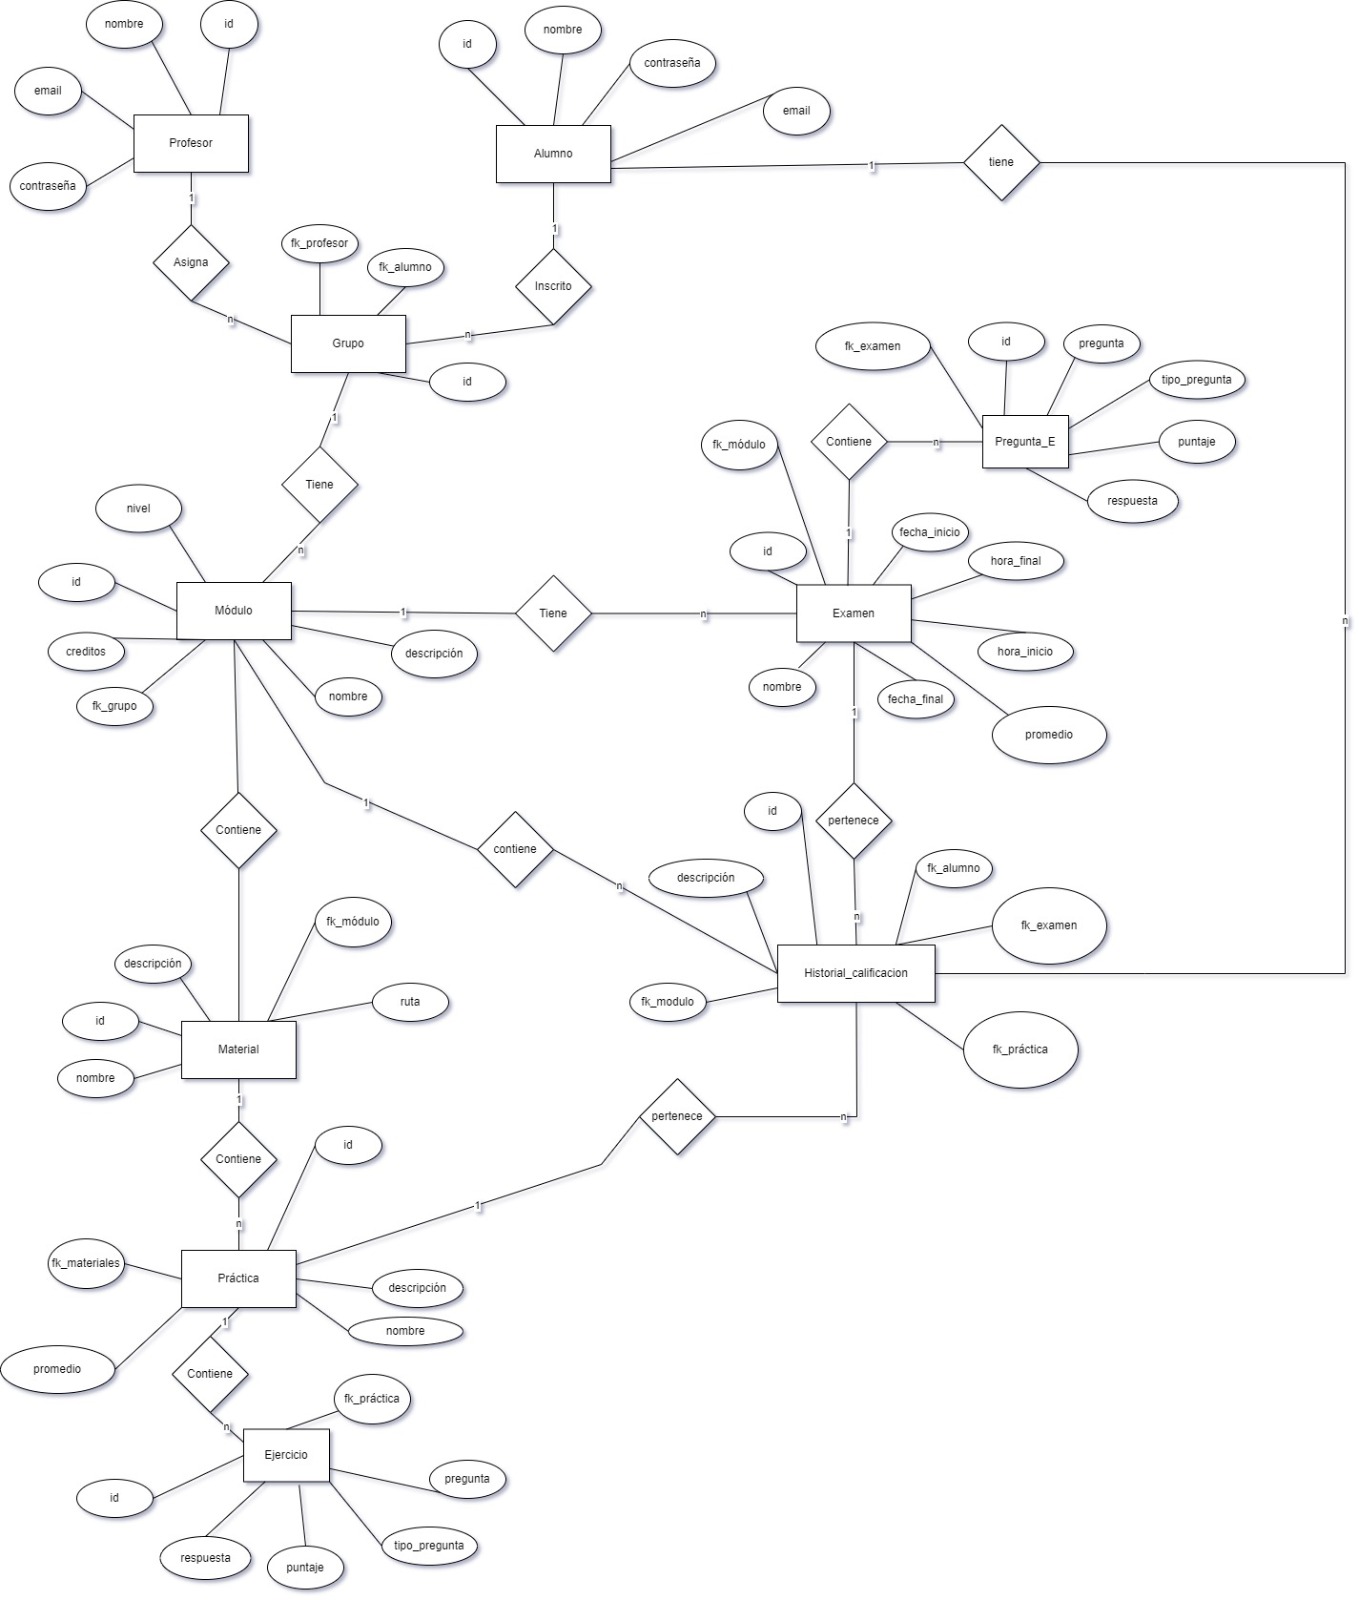 nombre
id
id
nombre
contraseña
email
email
Profesor
Alumno
contraseña
1
tiene
1
1
fk_profesor
fk_alumno
Asigna
Inscrito
n
n
Grupo
id
fk_examen
id
pregunta
tipo_pregunta
1
fk_módulo
Contiene
n
Pregunta_E
puntaje
Tiene
respuesta
nivel
n
1
fecha_inicio
id
hora_final
id
Módulo
1
Tiene
n
Examen
n
creditos
descripción
hora_inicio
fk_grupo
nombre
nombre
fecha_final
1
promedio
1
id
pertenece
Contiene
contiene
n
descripción
fk_alumno
n
fk_módulo
fk_examen
descripción
Historial_calificacion
fk_modulo
id
ruta
Material
fk_práctica
nombre
1
pertenece
n
Contiene
id
1
n
fk_materiales
Práctica
descripción
1
nombre
promedio
Contiene
fk_práctica
n
Ejercicio
pregunta
id
tipo_pregunta
respuesta
puntaje